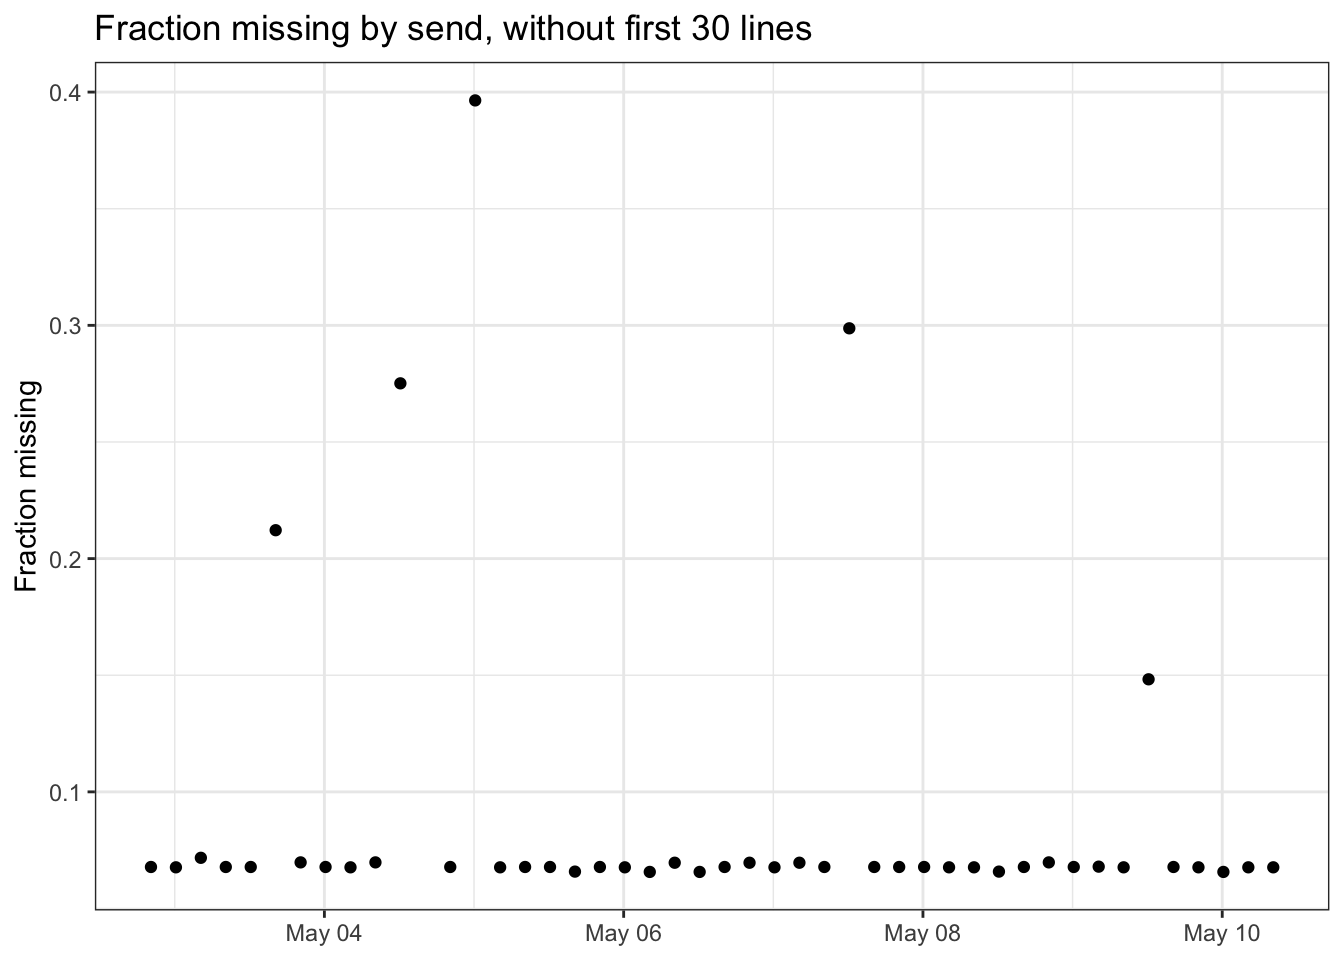 Fraction missing by send, without first 30 lines
0.4
0.3
0.2
0.1
Fraction missing
May 04
May 06
May 08
May 10